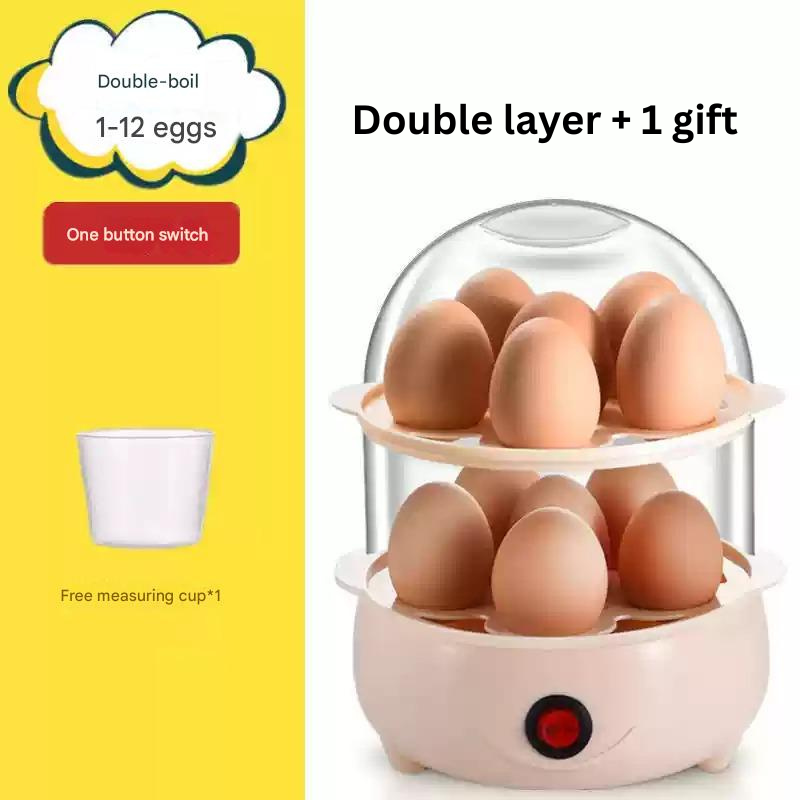 Double-boil
1-12 eggs
One button switch
Double layer + 1 gift
Free measuring cup*1